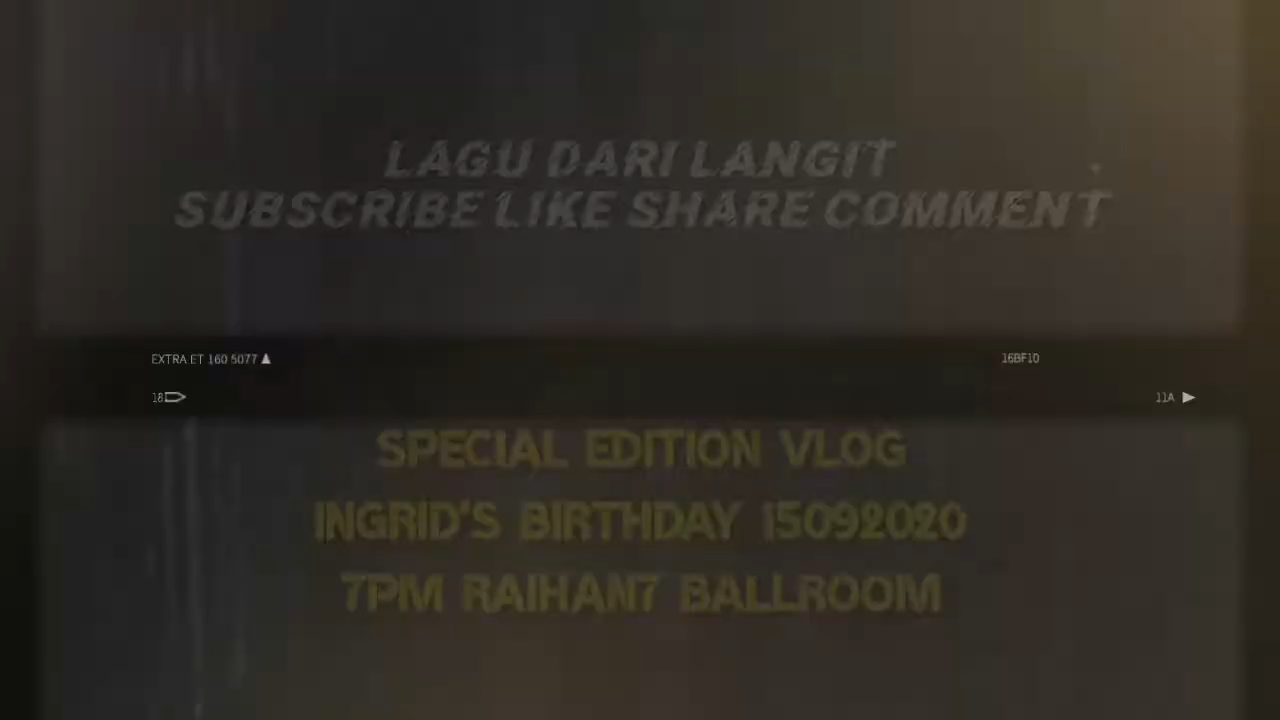 LAGU DARI LANGIT
SUBSCRIBE LIKE SHARE COMMENT
EXTRA ET 160 5077 ▲
16BF10
18
11A ▶
SPECIAL EDITION VLOG
INGRID'S BIRTHDAY 15092020
7PM RAIHAN7 BALLROOM